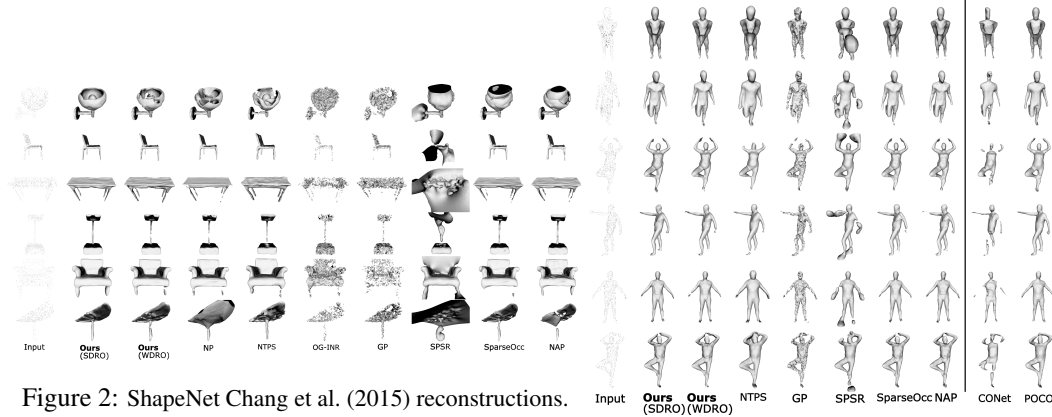 Input Ours (SDRO) Ours (WDRO) NP NTPS OG-INR GP SPSR SparseOcc NAP
Figure 2: ShapeNet Chang et al. (2015) reconstructions.
Input Ours (SDRO) Ours (WDRO) NTPS GP SPSR SparseOcc NAP CONet POCO